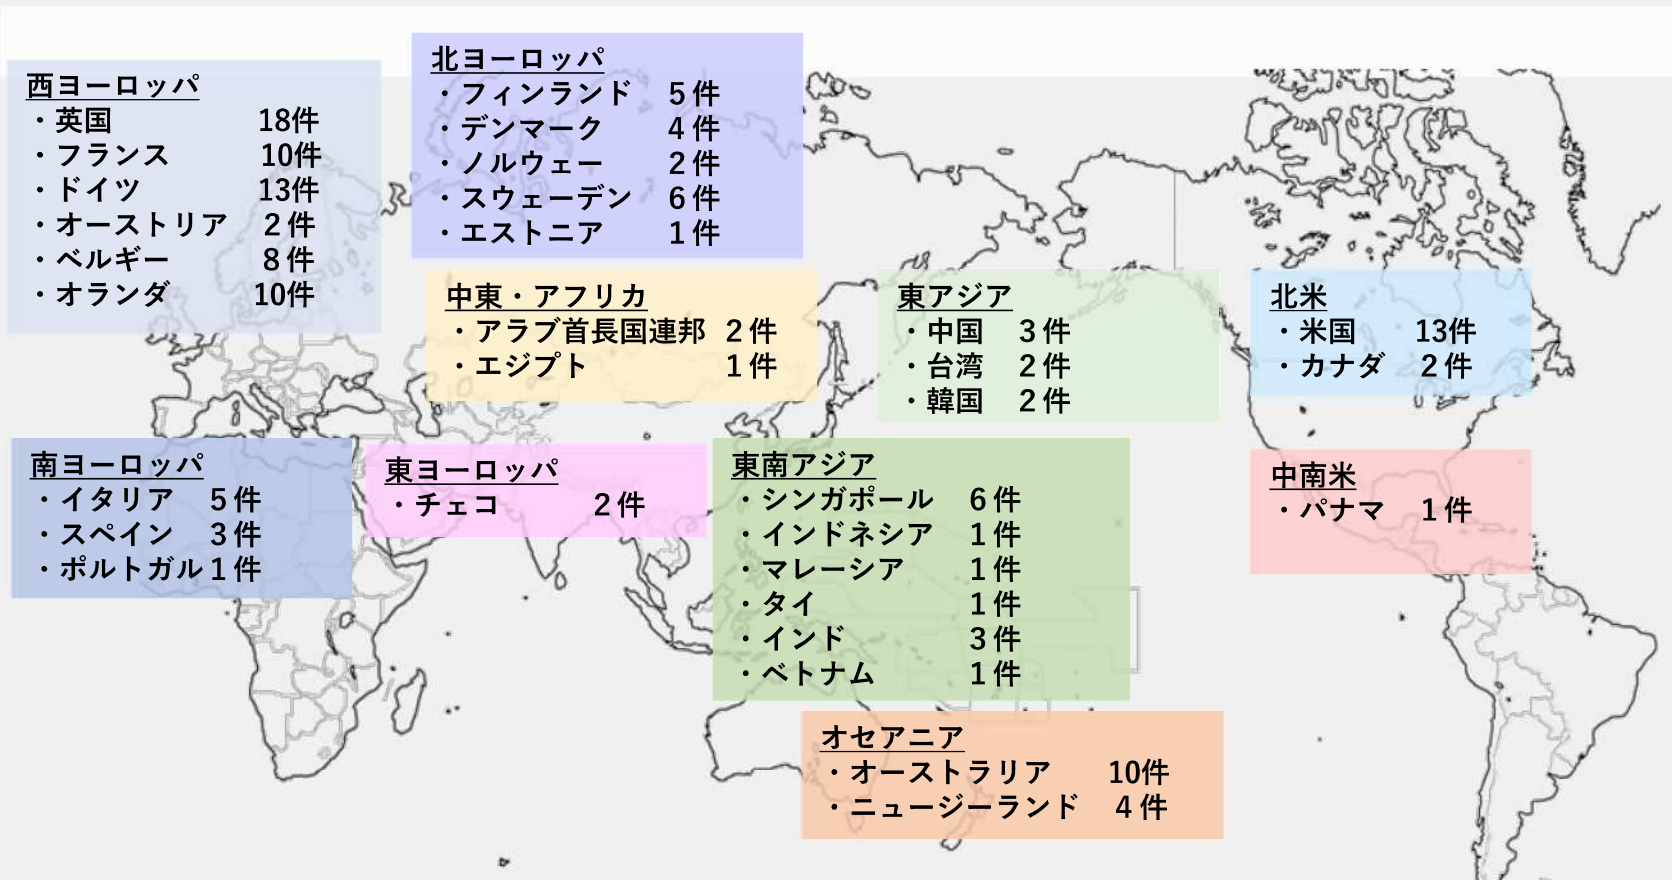 西ヨーロッパ
・英国 18件
・フランス 10件
・ドイツ 13件
・オーストリア 2件
・ベルギー 8件
・オランダ 10件
北ヨーロッパ
・フィンランド 5件
・デンマーク 4件
・ノルウェー 2件
・スウェーデン 6件
・エストニア 1件
中東・アフリカ
・アラブ首長国連邦 2件
・エジプト 1件
東アジア
・中国 3件
・台湾 2件
・韓国 2件
北米
・米国 13件
・カナダ 2件
南ヨーロッパ
・イタリア 5件
・スペイン 3件
・ポルトガル 1件
東ヨーロッパ
・チェコ 2件
東南アジア
・シンガポール 6件
・インドネシア 1件
・マレーシア 1件
・タイ 1件
・インド 3件
・ベトナム 1件
中南米
・パナマ 1件
オセアニア
・オーストラリア 10件
・ニュージーランド 4件